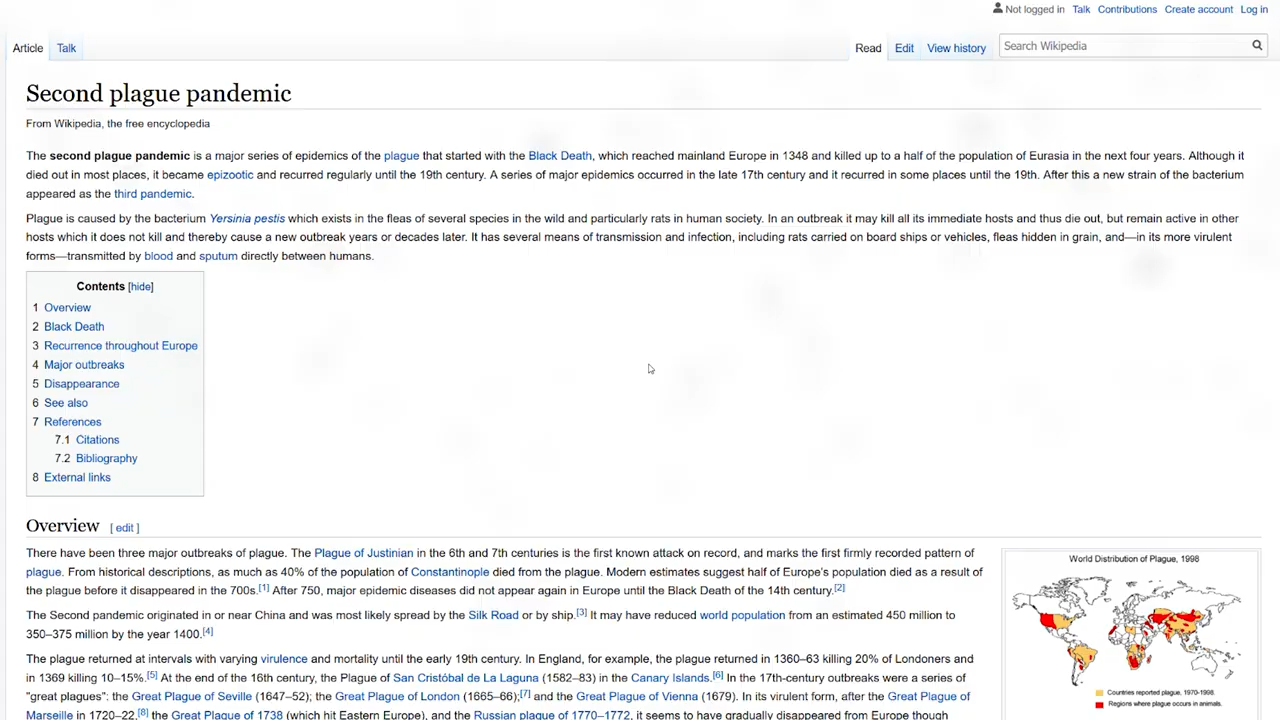 Not logged in Talk Contributions Create account Log in
Article Talk Read Edit View history Search Wikipedia
Second plague pandemic
From Wikipedia, the free encyclopedia
The second plague pandemic is a major series of epidemics of the plague that started with the Black Death, which reached mainland Europe in 1348 and killed up to a half of the population of Eurasia in the next four years. Although it
died out in most places, it became epizootic and recurred regularly until the 19th century. A series of major epidemics occurred in the late 17th century and it recurred in some places until the 19th. After this a new strain of the bacterium
appeared as the third pandemic.
Plague is caused by the bacterium Yersinia pestis which exists in the fleas of several species in the wild and particularly rats in human society. In an outbreak it may kill all its immediate hosts and thus die out, but remain active in other
hosts which it does not kill and thereby cause a new outbreak years or decades later. It has several means of transmission and infection, including rats carried on board ships or vehicles, fleas hidden in grain, and—in its more virulent
forms—transmitted by blood and sputum directly between humans.
Contents [hide]
1 Overview
2 Black Death
3 Recurrence throughout Europe
4 Major outbreaks
5 Disappearance
6 See also
7 References
7.1 Citations
7.2 Bibliography
8 External links
Overview [ edit ]
There have been three major outbreaks of plague. The Plague of Justinian in the 6th and 7th centuries is the first known attack on record, and marks the first firmly recorded pattern of
plague. From historical descriptions, as much as 40% of the population of Constantinople died from the plague. Modern estimates suggest half of Europe's population died as a result of
the plague before it disappeared in the 700s.[1] After 750, major epidemic diseases did not appear again in Europe until the Black Death of the 14th century.[2]
The Second pandemic originated in or near China and was most likely spread by the Silk Road or by ship.[3] It may have reduced world population from an estimated 450 million to
350–375 million by the year 1400.[4]
The plague returned at intervals with varying virulence and mortality until the early 19th century. In England, for example, the plague returned in 1360–63 killing 20% of Londoners and
in 1369 killing 10–15%.[5] At the end of the 16th century, the Plague of San Cristóbal de La Laguna (1582–83) in the Canary Islands.[6] In the 17th-century outbreaks were a series of
"great plagues": the Great Plague of Seville (1647–52); the Great Plague of London (1665–66);[7] and the Great Plague of Vienna (1679). In its virulent form, after the Great Plague of
Marseille in 1720–22,[8] the Great Plague of 1738 (which hit Eastern Europe), and the Russian plague of 1770–1772, it seems to have gradually disappeared from Europe though
World Distribution of Plague, 1998
Countries reported plague, 1970-1998.
Regions where plague occurs in animals.